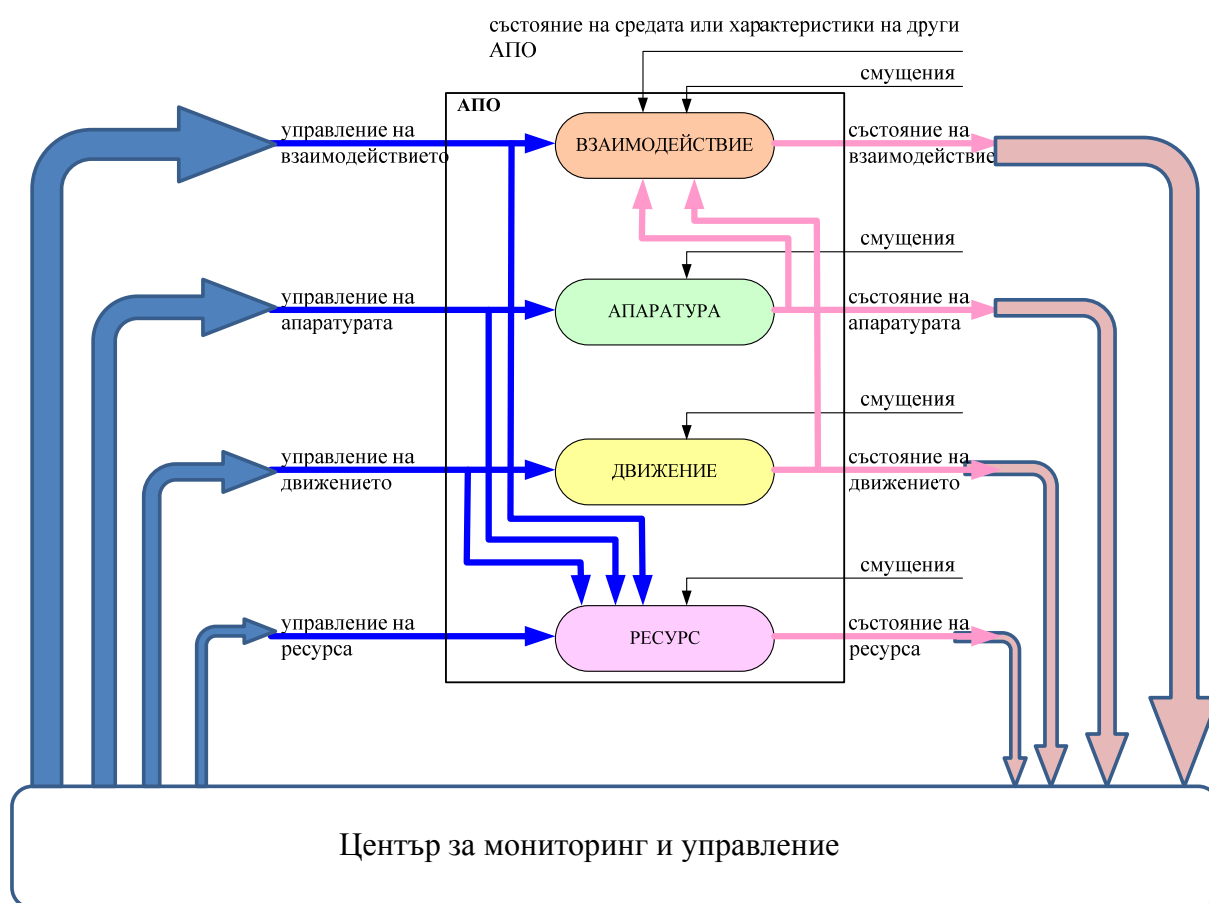 състояние на средата или характеристики на други
АПО
смущения
АПО
управление на
взаимодействието
ВЗАИМОДЕЙСТВИЕ
състояние на
взаимодействие
смущения
управление на
апаратурата
АПАРАТУРА
състояние на
апаратурата
смущения
управление на
движението
ДВИЖЕНИЕ
състояние на
движението
смущения
управление на
ресурса
РЕСУРС
състояние на
ресурса
Център за мониторинг и управление